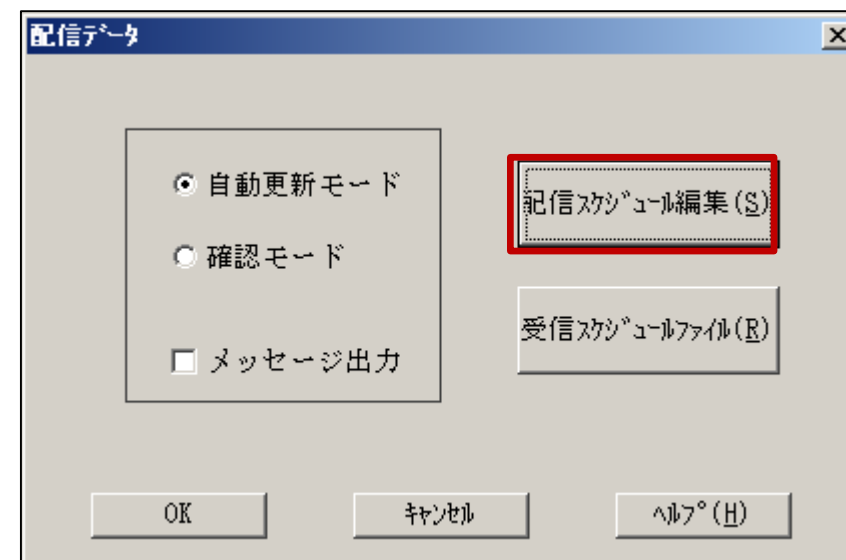 配信ﾃﾞｰﾀ
自動更新モード
確認モード
メッセージ出力
配信ｽｹｼﾞｭｰﾙ編集(S)
受信ｽｹｼﾞｭｰﾙﾌｧｲﾙ(R)
OK
ｷｬﾝｾﾙ
ﾍﾙﾌﾟ(H)